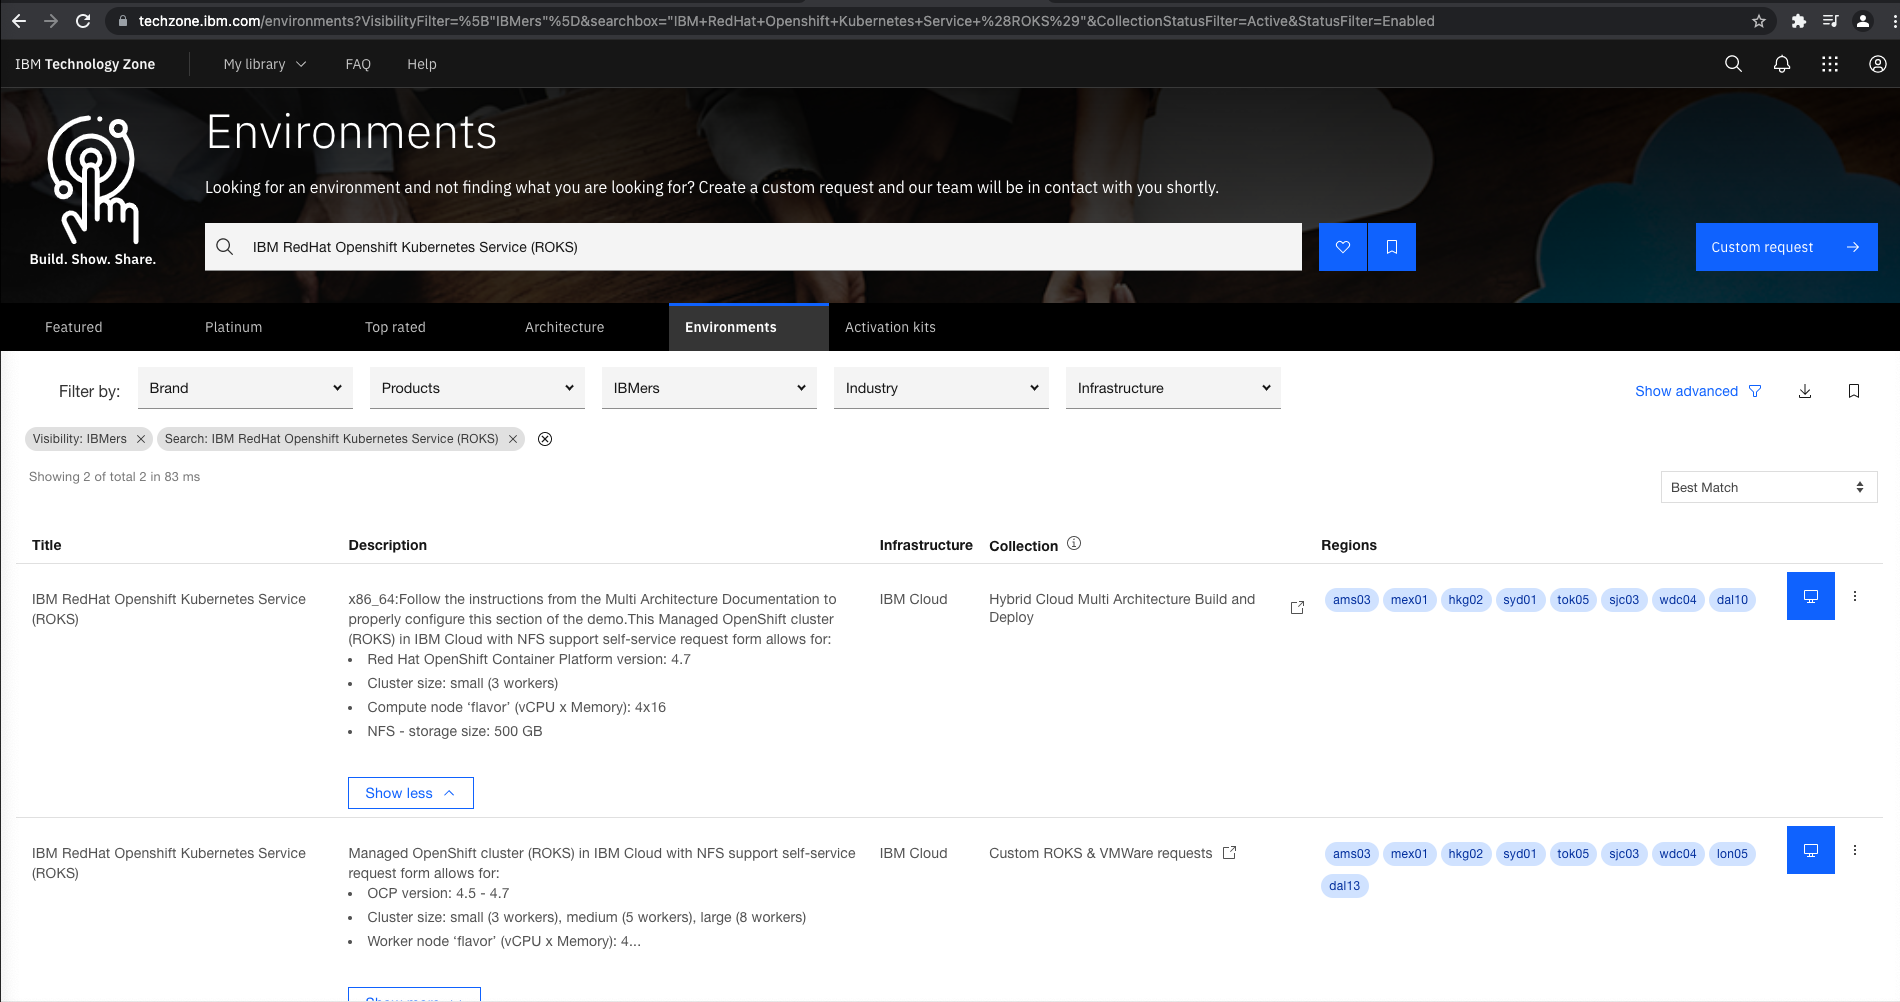 techzone.ibm.com/environments?VisibilityFilter=%5B"IBMers"%5D&searchbox="IBM+RedHat+Openshift+Kubernetes+Service+%28ROKS%29"&CollectionStatusFilter=Active&StatusFilter=Enabled
IBM Technology Zone
My library
FAQ
Help
Environments
Looking for an environment and not finding what you are looking for? Create a custom request and our team will be in contact with you shortly.
Build. Show. Share.
IBM RedHat Openshift Kubernetes Service (ROKS)
Custom request
Featured
Platinum
Top rated
Architecture
Environments
Activation kits
Filter by:
Brand
Products
IBMers
Industry
Infrastructure
Show advanced
Visibility: IBMers
Search: IBM RedHat Openshift Kubernetes Service (ROKS)
Showing 2 of total 2 in 83 ms
Best Match
Title
Description
Infrastructure
Collection
Regions
IBM RedHat Openshift Kubernetes Service
(ROKS)
x86_64:Follow the instructions from the Multi Architecture Documentation to
properly configure this section of the demo.This Managed OpenShift cluster
(ROKS) in IBM Cloud with NFS support self-service request form allows for:
• Red Hat OpenShift Container Platform version: 4.7
• Cluster size: small (3 workers)
• Compute node ‘flavor’ (vCPU x Memory): 4x16
• NFS - storage size: 500 GB
Show less
IBM Cloud
Hybrid Cloud Multi Architecture Build and
Deploy
ams03 mex01 hkg02 syd01 tok05 sjc03 wdc04 dal10
IBM RedHat Openshift Kubernetes Service
(ROKS)
Managed OpenShift cluster (ROKS) in IBM Cloud with NFS support self-service
request form allows for:
• OCP version: 4.5 - 4.7
• Cluster size: small (3 workers), medium (5 workers), large (8 workers)
• Worker node ‘flavor’ (vCPU x Memory): 4...
IBM Cloud
Custom ROKS & VMWare requests
ams03 mex01 hkg02 syd01 tok05 sjc03 wdc04 lon05
dal13